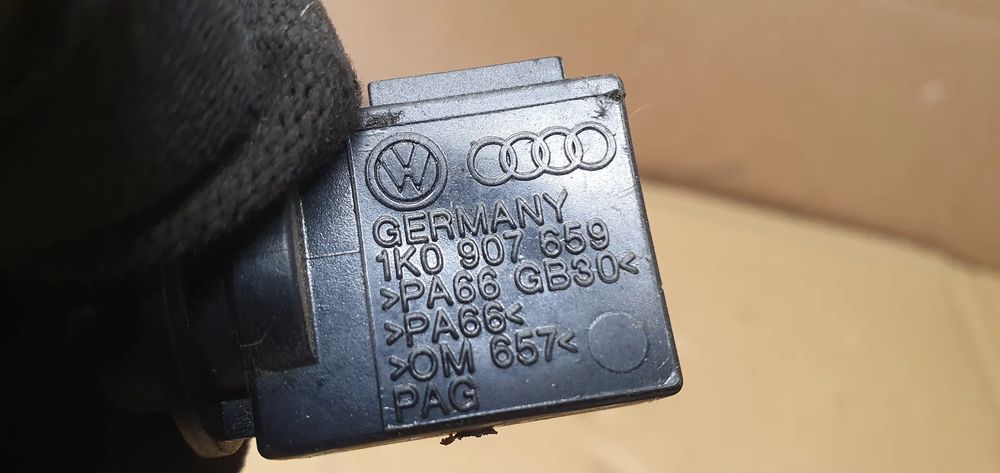 GERMANY
1K0 907 659
>PA66 GB30<
>PA66<
>OM 657<
PAG